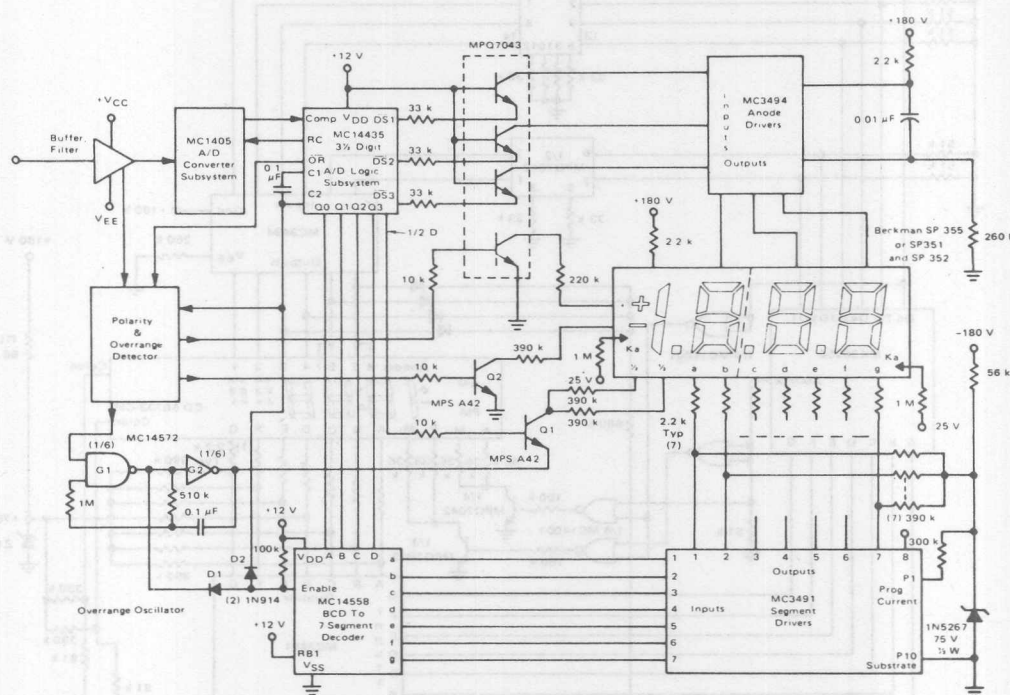 +180 V
2.2 k
0.01 µF
260 k
MPQ7043
+12 V
MC3494
Anode
Drivers
Inputs
Outputs
+VCC
Buffer.
Filter
VEE
MC1405
A/D
Converter
Subsystem
Comp VDD DS1
RC MC14435
3½ Digit
OR
C1 A/D Logic
Subsystem
DS2
C2
DS3
Q0 Q1 Q2 Q3
33 k
33 k
33 k
0.1
µF
1/2 D
10 k
220 k
+180 V
2.2 k
Beckman SP 355
or SP351
and SP 352
Polarity
&
Overrange
Detector
390 k
1 M
Ka
½ ½ a b c d e f g
Ka
-180 V
56 k
1 M
25 V
10 k
Q2
MPS A42
25 V
390 k
390 k
10 k
Q1
MPS A42
2.2 k
Typ
(7)
MC14572
(1/6)
G1
G2
(1/6)
1M
510 k
0.1 µF
(7) 390 k
300 k
+12 V
100k
D2
D1
(2) 1N914
Overrange Oscillator
VDD A B C D
Enable
MC14558
BCD To
7 Segment
Decoder
+12 V
RB1
VSS
a
b
c
d
e
f
g
1 2 3 4 5 6 7 8
1
2
3
4
5
6
7
Inputs
Outputs
MC3491
Segment
Drivers
P1
Prog
Current
P10
Substrate
1N5267
75 V
½ W